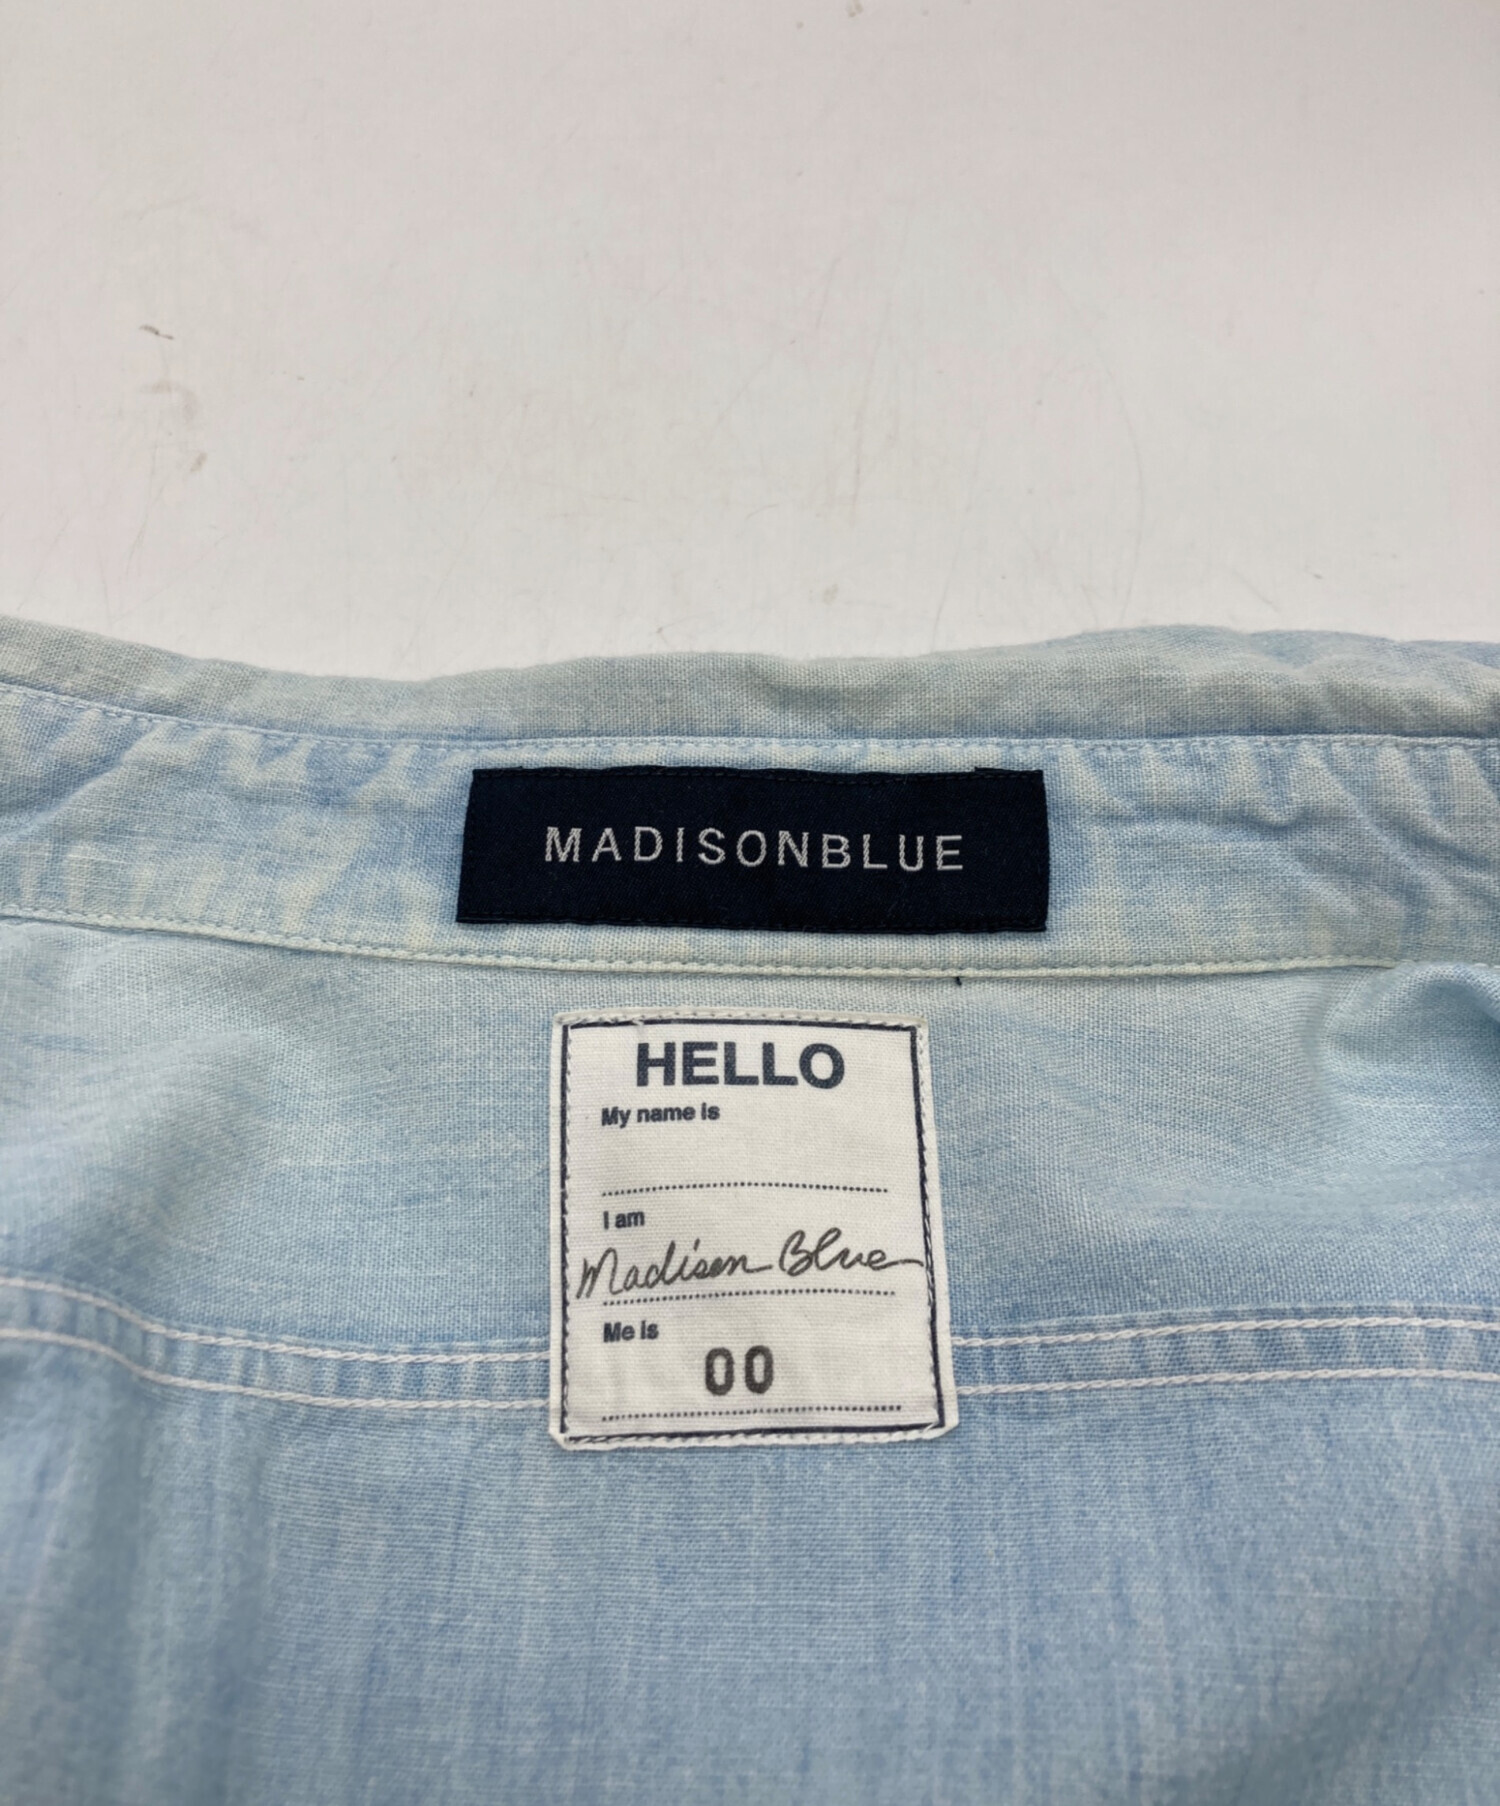 MADISONBLUE
HELLO
My name is
I am
Madison Blue
Me is
00